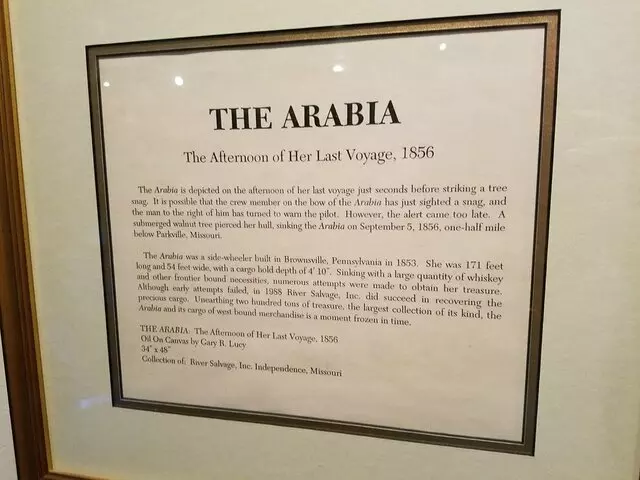 THE ARABIA
The Afternoon of Her Last Voyage, 1856
The Arabia is depicted on the afternoon of her last voyage just seconds before striking a tree
snag. It is possible that the crew member on the bow of the Arabia has just sighted a snag, and
the man to the right of him has turned to warn the pilot. However, the alert came too late. A
submerged walnut tree pierced her hull, sinking the Arabia on September 5, 1856, one-half mile
below Parkville, Missouri.
The Arabia was a side-wheeler built in Brownsville, Pennsylvania in 1853. She was 171 feet
long and 54 feet wide, with a cargo hold depth of 4' 10". Sinking with a large quantity of whiskey
and other frontier bound necessities, numerous attempts were made to obtain her treasure.
Although early attempts failed, in 1988 River Salvage, Inc. did succeed in recovering the
precious cargo. Unearthing two hundred tons of treasure, the largest collection of its kind, the
Arabia and its cargo of west bound merchandise is a moment frozen in time.
THE ARABIA. The Afternoon of Her Last Voyage, 1856
Oil On Canvas by Gary R. Lucy
34" x 48"
Collection of: River Salvage, Inc. Independence, Missouri